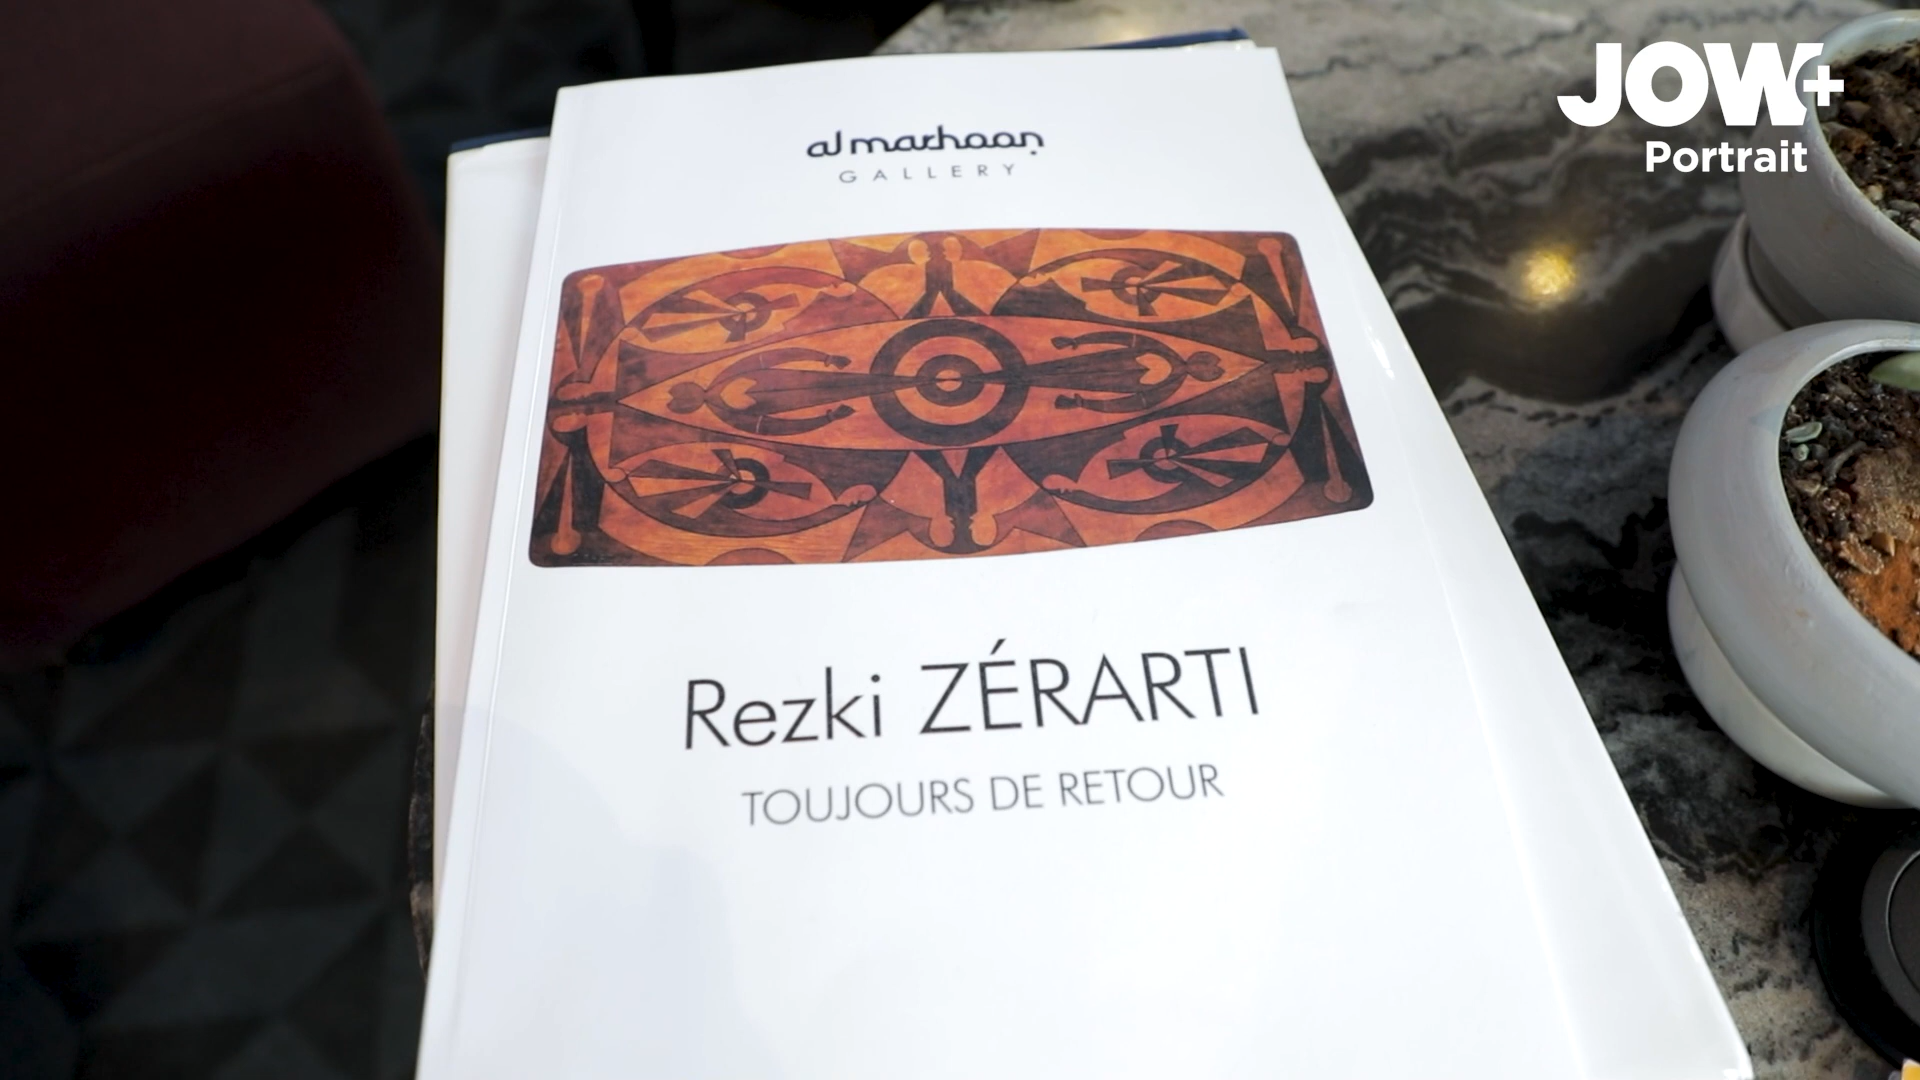 al marhoon
GALLERY
Rezki ZÉRARTI
TOUJOURS DE RETOUR
JOW+
Portrait